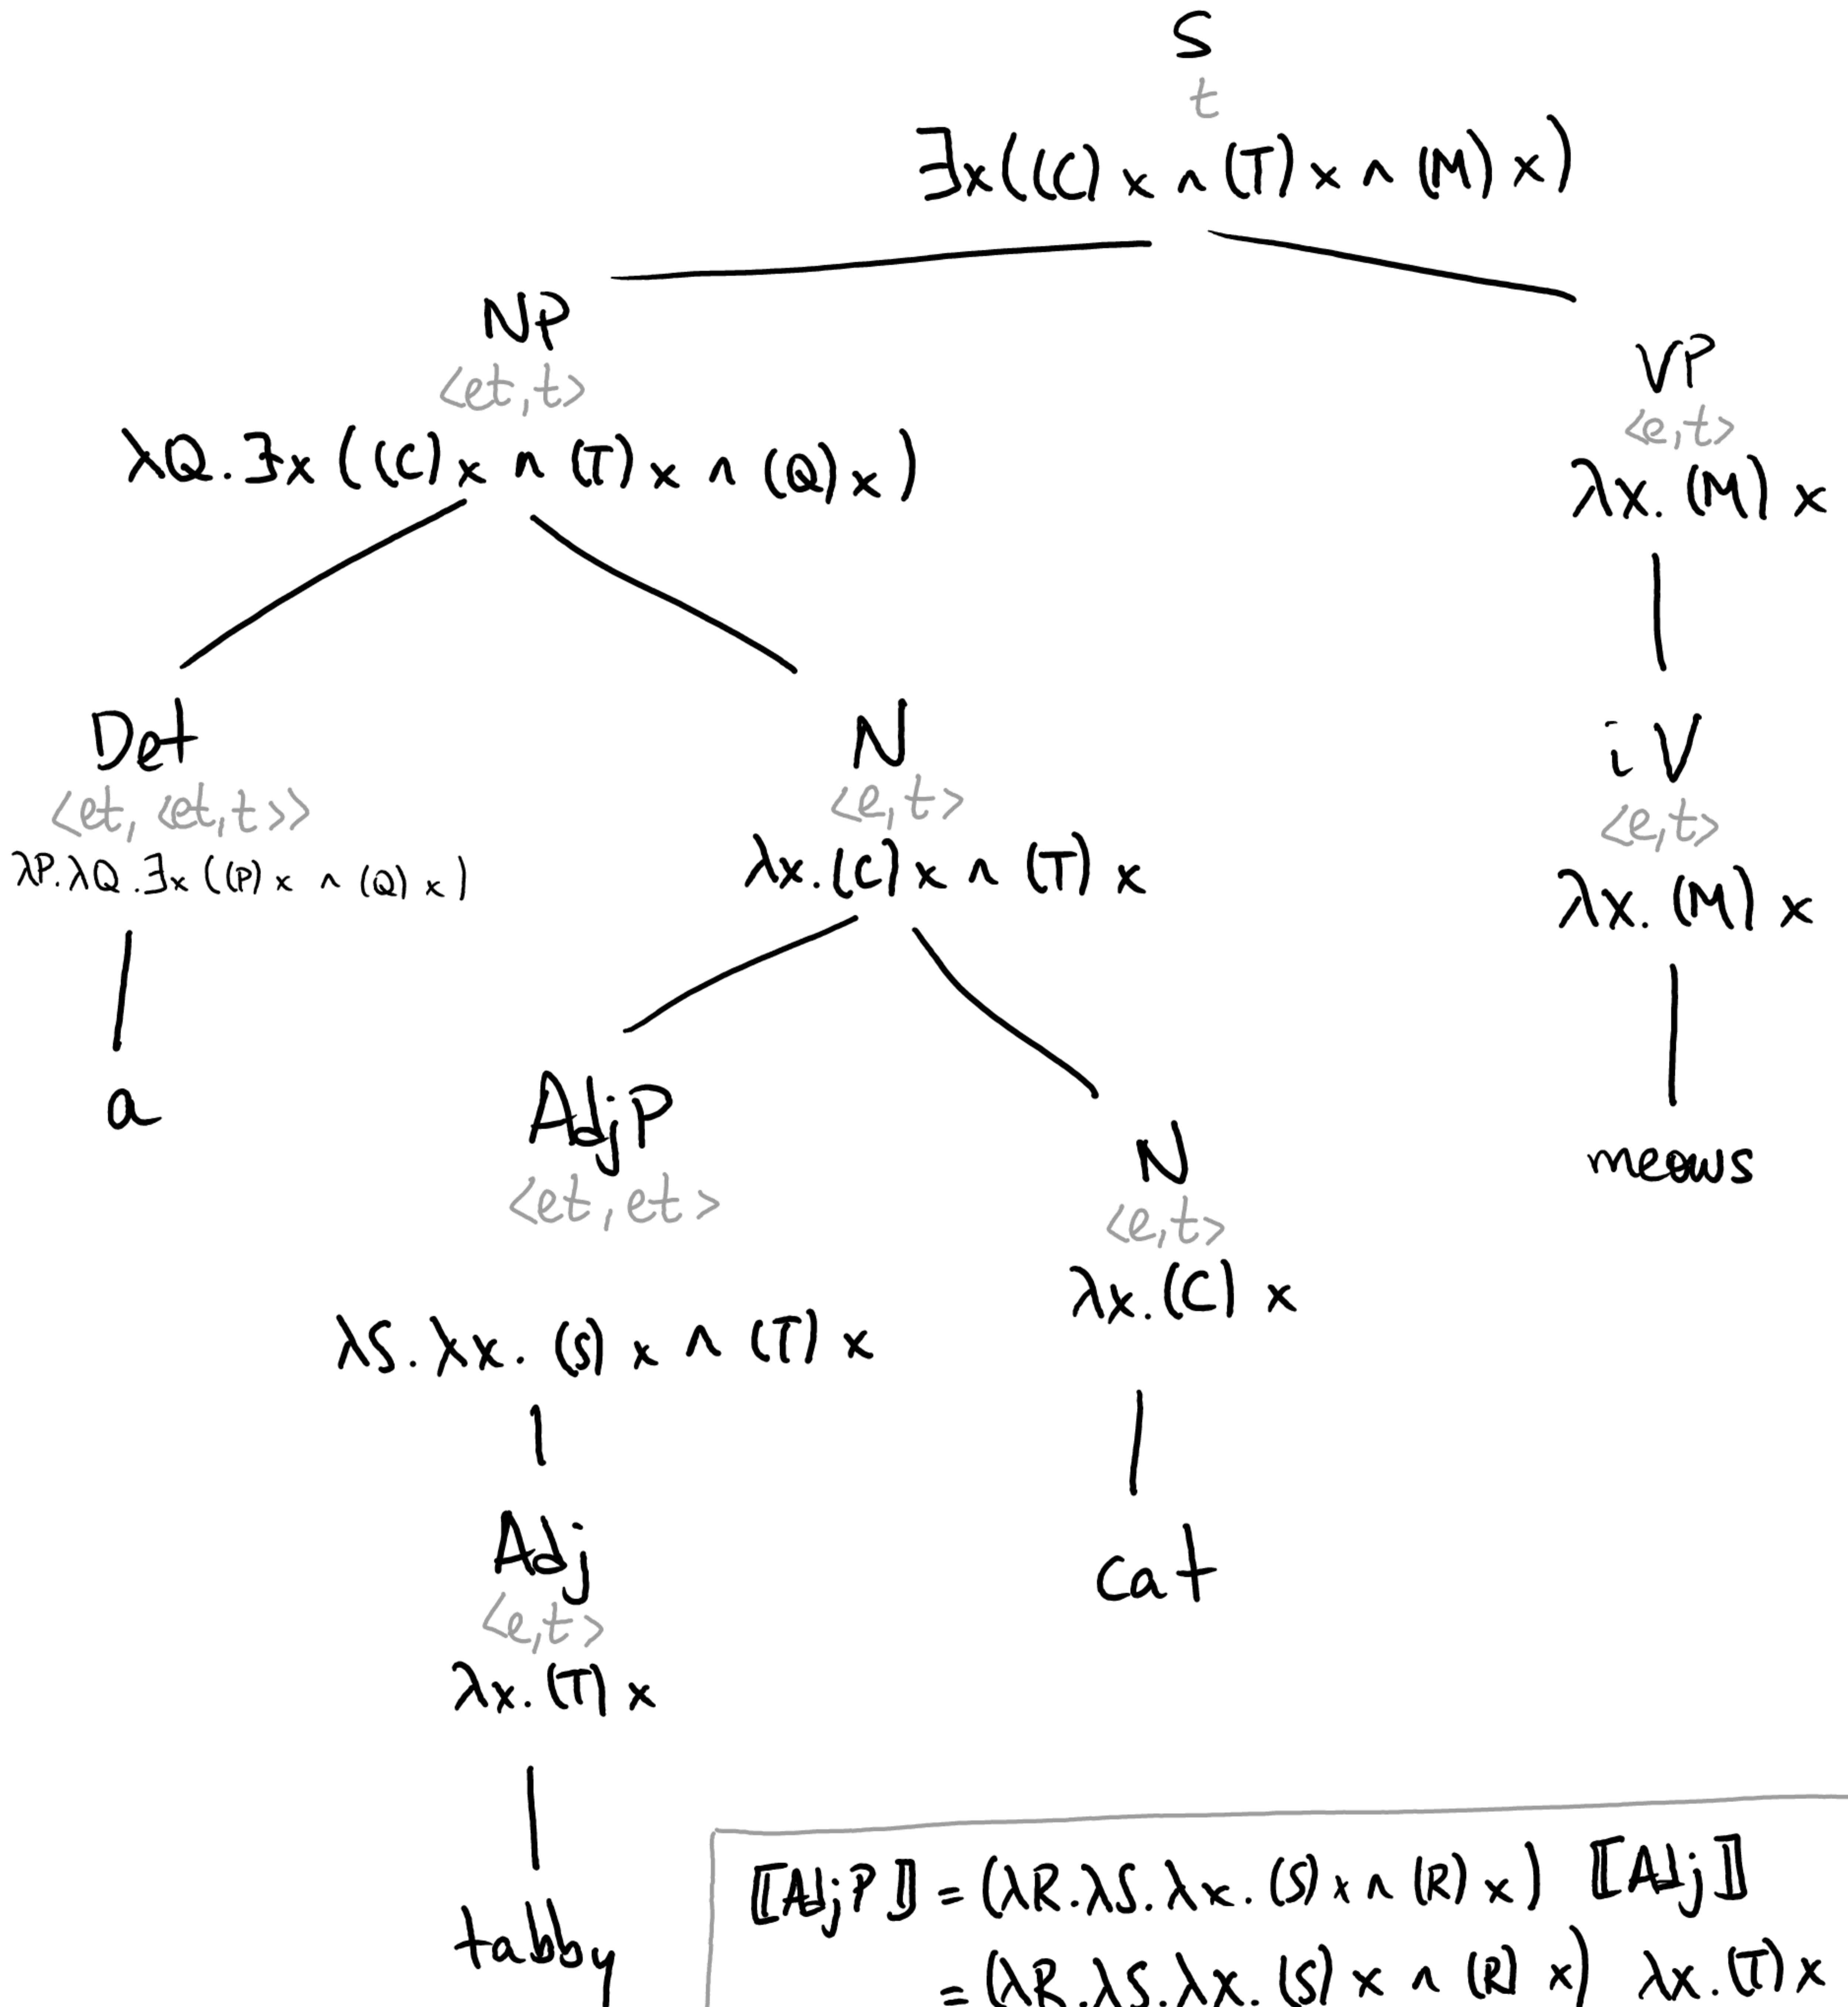 S
t
∃x((C)x ∧ (T)x ∧ (M)x)
NP
<et,t>
λQ.∃x((C)x ∧ (T)x ∧ (Q)x)
VP
<e,t>
λx.(M)x
Det
<et,<et,t>>
λP.λQ.∃x((P)x ∧ (Q)x)
a
N
<e,t>
λx.(C)x ∧ (T)x
iV
<e,t>
λx.(M)x
meows
AdjP
<et,et>
λS.λx.(S)x ∧ (T)x
N
<e,t>
λx.(C)x
cat
Adj
<e,t>
λx.(T)x
tabby
⟦AdjP⟧ = (λR.λS.λx.(S)x ∧ (R)x) ⟦Adj⟧
= (λR.λS.λx.(S)x ∧ (R)x) λx.(T)x